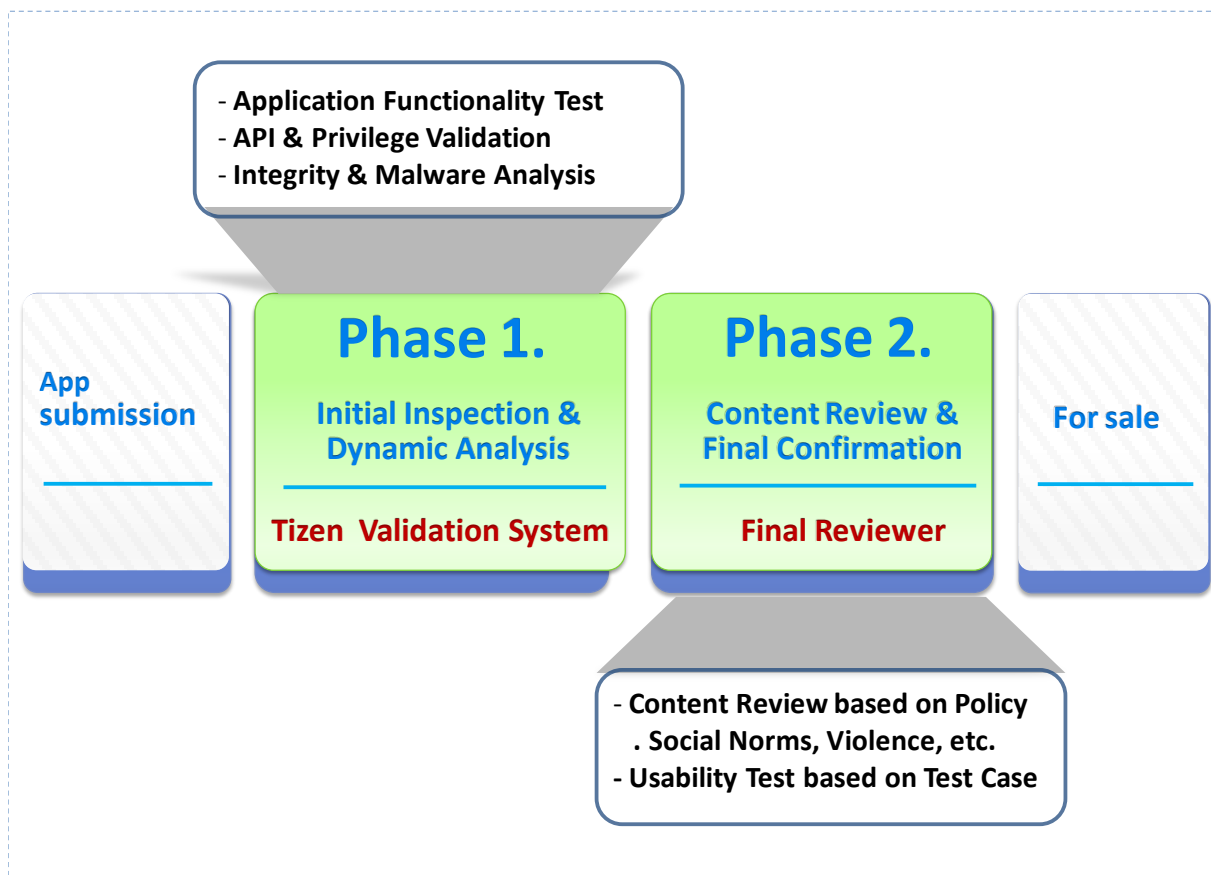 - Application Functionality Test
- API & Privilege Validation
- Integrity & Malware Analysis
App
submission
Phase 1.
Initial Inspection &
Dynamic Analysis
Tizen Validation System
Phase 2.
Content Review &
Final Confirmation
Final Reviewer
For sale
- Content Review based on Policy
. Social Norms, Violence, etc.
- Usability Test based on Test Case